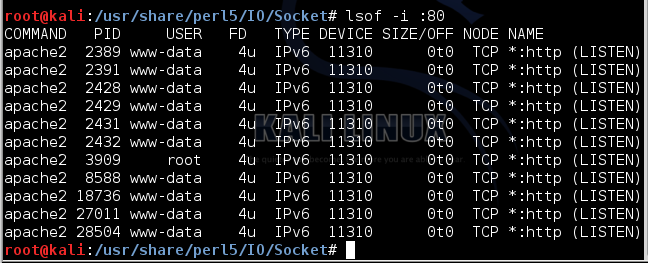 root@kali:/usr/share/perl5/IO/Socket# lsof -i :80
COMMAND   PID     USER   FD   TYPE DEVICE SIZE/OFF NODE NAME
apache2  2389 www-data    4u  IPv6  11310      0t0  TCP *:http (LISTEN)
apache2  2391 www-data    4u  IPv6  11310      0t0  TCP *:http (LISTEN)
apache2  2428 www-data    4u  IPv6  11310      0t0  TCP *:http (LISTEN)
apache2  2429 www-data    4u  IPv6  11310      0t0  TCP *:http (LISTEN)
apache2  2431 www-data    4u  IPv6  11310      0t0  TCP *:http (LISTEN)
apache2  2432 www-data    4u  IPv6  11310      0t0  TCP *:http (LISTEN)
apache2  3909     root    4u  IPv6  11310      0t0  TCP *:http (LISTEN)
apache2  8588 www-data    4u  IPv6  11310      0t0  TCP *:http (LISTEN)
apache2 18736 www-data    4u  IPv6  11310      0t0  TCP *:http (LISTEN)
apache2 27011 www-data    4u  IPv6  11310      0t0  TCP *:http (LISTEN)
apache2 28504 www-data    4u  IPv6  11310      0t0  TCP *:http (LISTEN)
root@kali:/usr/share/perl5/IO/Socket#
KALI LINUX